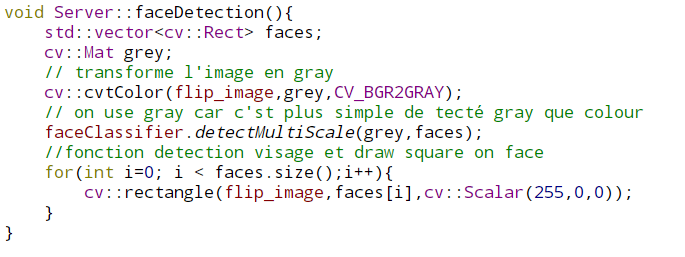 void Server::faceDetection(){
    std::vector<cv::Rect> faces;
    cv::Mat grey;
    // transforme l'image en gray
    cv::cvtColor(flip_image,grey,CV_BGR2GRAY);
    // on use gray car c'st plus simple de tecté gray que colour
    faceClassifier.detectMultiScale(grey,faces);
    //fonction detection visage et draw square on face
    for(int i=0; i < faces.size();i++){
        cv::rectangle(flip_image,faces[i],cv::Scalar(255,0,0));
    }
}